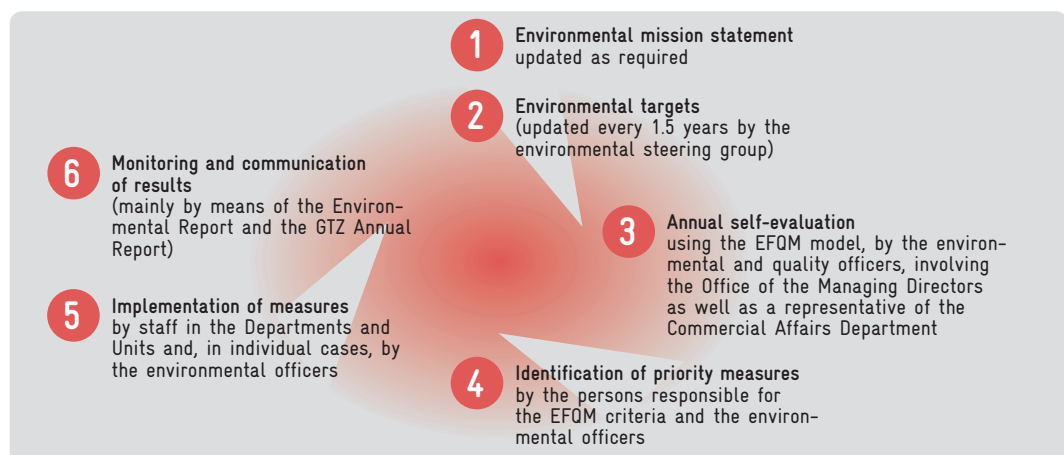 1
Environmental mission statement
updated as required
2
Environmental targets
(updated every 1.5 years by the
environmental steering group)
3
Annual self-evaluation
using the EFQM model, by the environ-
mental and quality officers, involving
the Office of the Managing Directors
as well as a representative of the
Commercial Affairs Department
4
Identification of priority measures
by the persons responsible for
the EFQM criteria and the environ-
mental officers
5
Implementation of measures
by staff in the Departments and
Units and, in individual cases, by
the environmental officers
6
Monitoring and communication
of results
(mainly by means of the Environ-
mental Report and the GTZ Annual
Report)